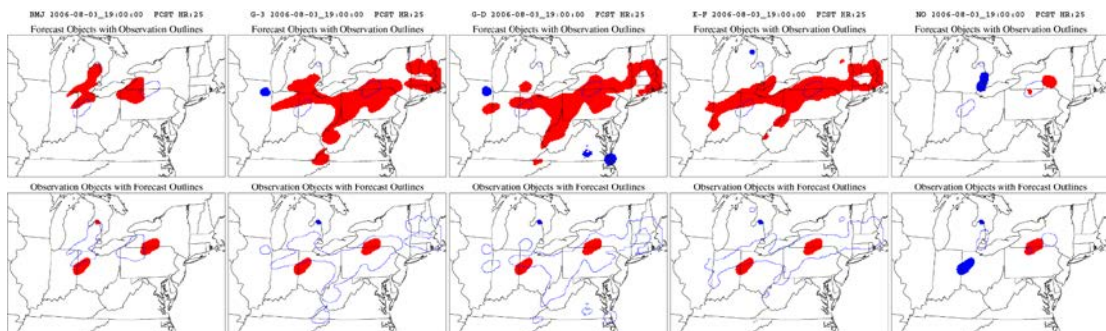 BMJ 2006-08-03_19:00:00 FCST HR:25
G-3 2006-08-03_19:00:00 FCST HR:25
G-D 2006-08-03_19:00:00 FCST HR:25
K-F 2006-08-03_19:00:00 FCST HR:25
NO 2006-08-03_19:00:00 FCST HR:25
Forecast Objects with Observation Outlines
Forecast Objects with Observation Outlines
Forecast Objects with Observation Outlines
Forecast Objects with Observation Outlines
Forecast Objects with Observation Outlines
Observation Objects with Forecast Outlines
Observation Objects with Forecast Outlines
Observation Objects with Forecast Outlines
Observation Objects with Forecast Outlines
Observation Objects with Forecast Outlines